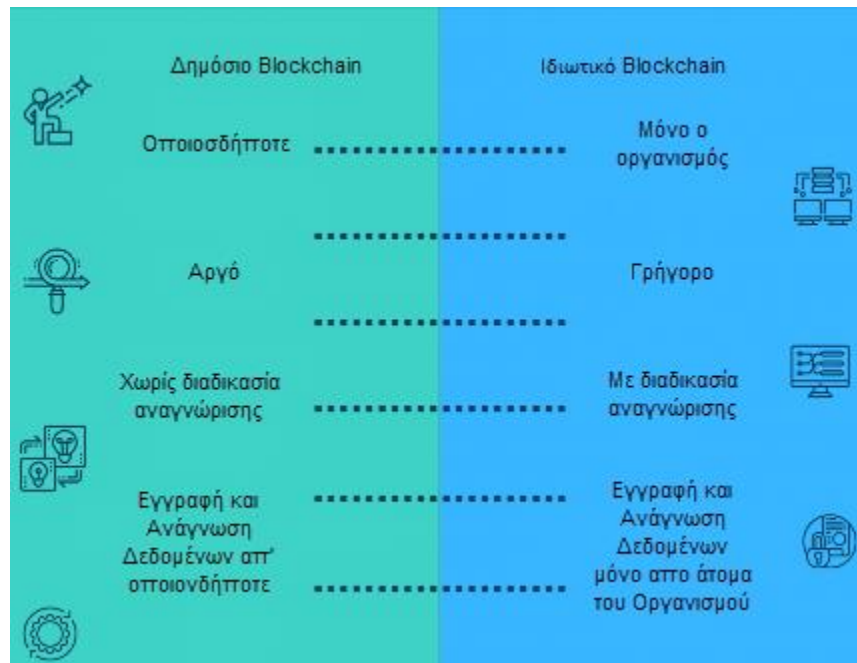 Δημόσιο Blockchain
Ιδιωτικό Blockchain
Οποιοσδήποτε
Μόνο ο
οργανισμός
Αργό
Γρήγορο
Χωρίς διαδικασία
αναγνώρισης
Με διαδικασία
αναγνώρισης
Εγγραφή και
Ανάγνωση
Δεδομένων απ'
οποιονδήποτε
Εγγραφή και
Ανάγνωση
Δεδομένων
μόνο απο άτομα
του Οργανισμού